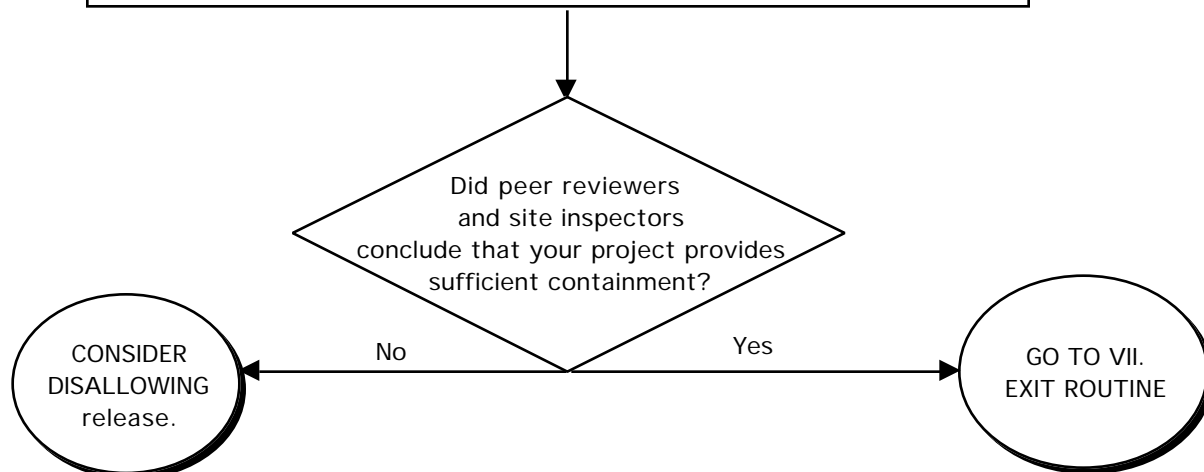 Did peer reviewers
and site inspectors
conclude that your project provides
sufficient containment?
No
Yes
CONSIDER
DISALLOWING
release.
GO TO VII.
EXIT ROUTINE